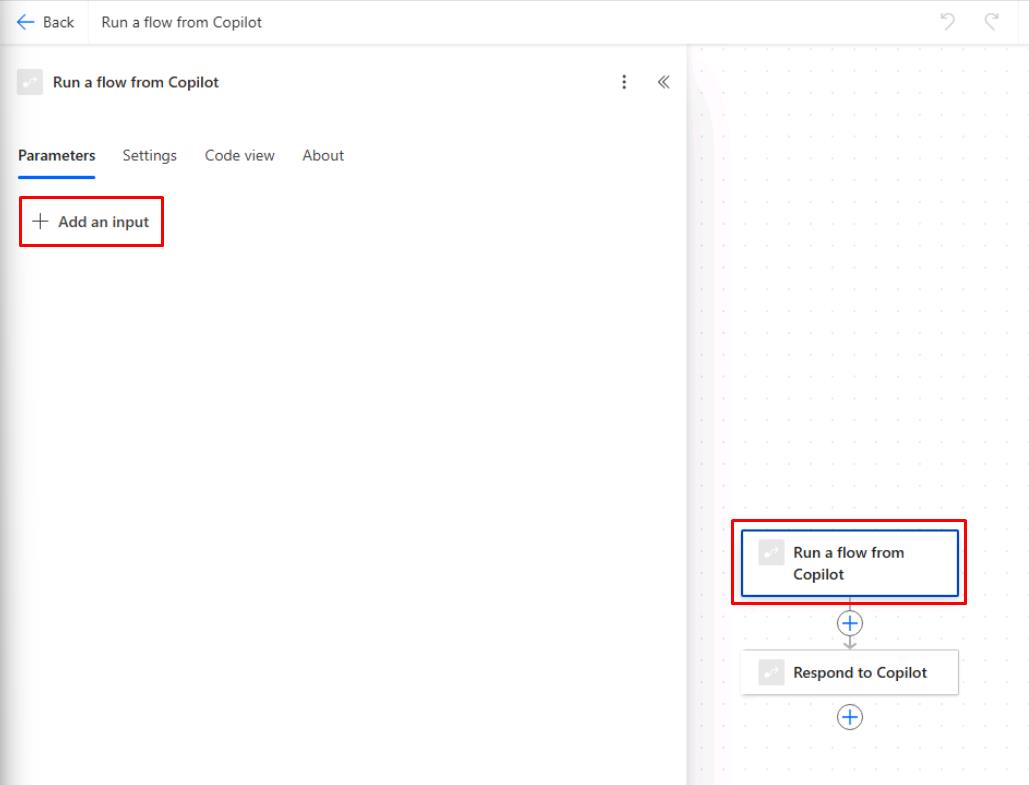 Back
Run a flow from Copilot
Run a flow from Copilot
Parameters
Settings
Code view
About
Add an input
Run a flow from
Copilot
Respond to Copilot